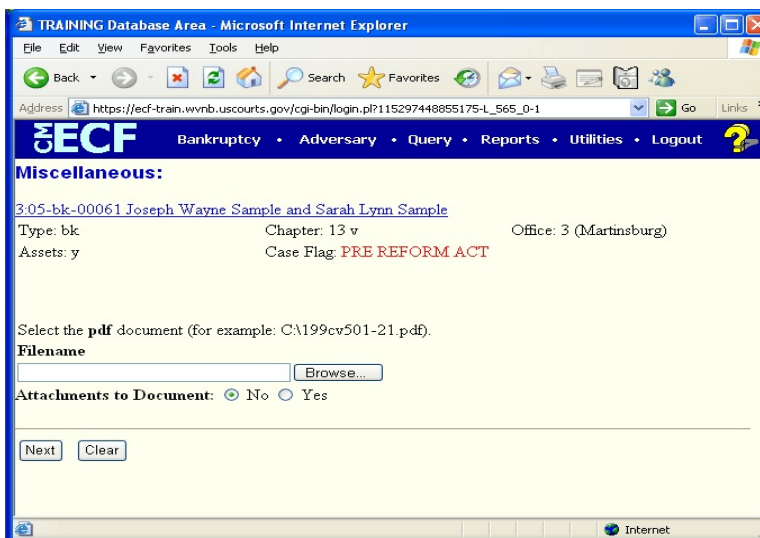 TRAINING Database Area - Microsoft Internet Explorer
File Edit View Favorites Tools Help
Back Search Favorites
Address https://ecf-train.wvnb.uscourts.gov/cgi-bin/login.pl?115297448855175-L_565_0-1 Go Links
CM ECF Bankruptcy • Adversary • Query • Reports • Utilities • Logout ?
Miscellaneous:
3:05-bk-00061 Joseph Wayne Sample and Sarah Lynn Sample
Type: bk Chapter: 13 v Office: 3 (Martinsburg)
Assets: y Case Flag: PRE REFORM ACT
Select the pdf document (for example: C:\199cv501-21.pdf).
Filename
Browse...
Attachments to Document: No Yes
Next Clear
Internet